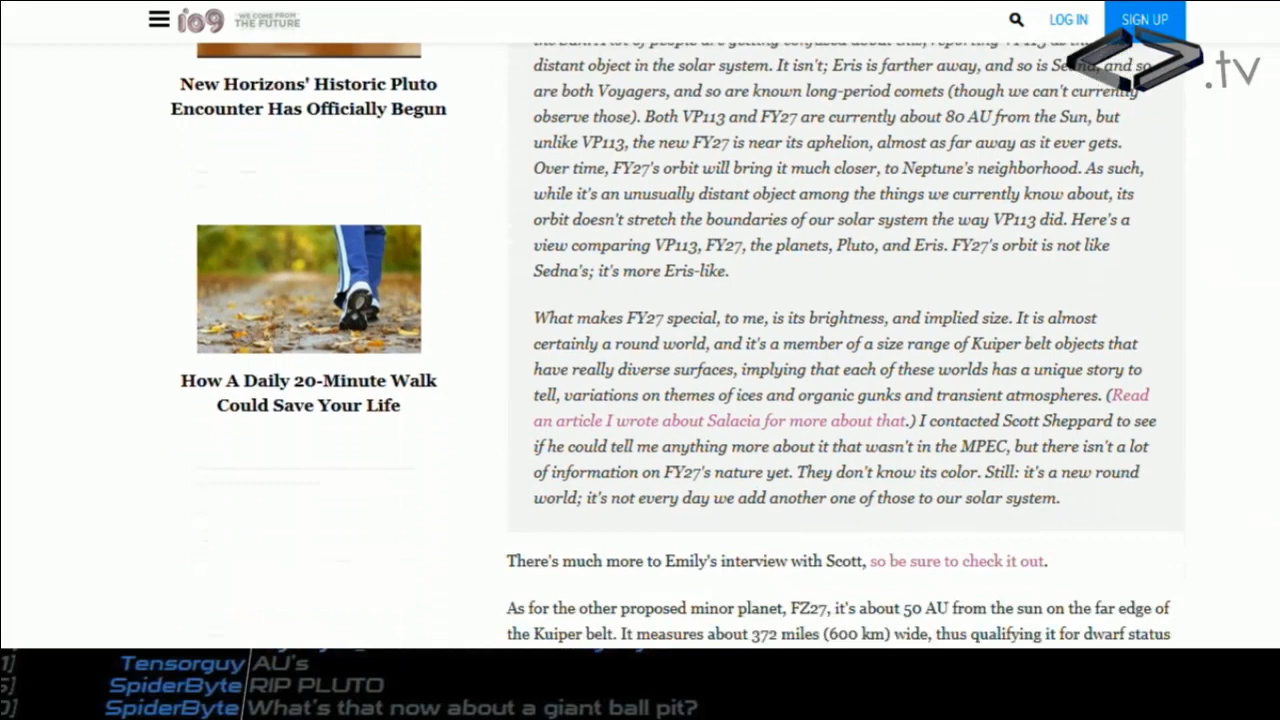 io9
WE COME FROM
THE FUTURE
LOG IN
SIGN UP
.tv
New Horizons' Historic Pluto
Encounter Has Officially Begun
How A Daily 20-Minute Walk
Could Save Your Life
distant object in the solar system. It isn't; Eris is farther away, and so is Sedna, and so
are both Voyagers, and so are known long-period comets (though we can't currently
observe those). Both VP113 and FY27 are currently about 80 AU from the Sun, but
unlike VP113, the new FY27 is near its aphelion, almost as far away as it ever gets.
Over time, FY27's orbit will bring it much closer, to Neptune's neighborhood. As such,
while it's an unusually distant object among the things we currently know about, its
orbit doesn't stretch the boundaries of our solar system the way VP113 did. Here's a
view comparing VP113, FY27, the planets, Pluto, and Eris. FY27's orbit is not like
Sedna's; it's more Eris-like.
What makes FY27 special, to me, is its brightness, and implied size. It is almost
certainly a round world, and it's a member of a size range of Kuiper belt objects that
have really diverse surfaces, implying that each of these worlds has a unique story to
tell, variations on themes of ices and organic gunks and transient atmospheres. (Read
an article I wrote about Salacia for more about that.) I contacted Scott Sheppard to see
if he could tell me anything more about it that wasn't in the MPEC, but there isn't a lot
of information on FY27's nature yet. They don't know its color. Still: it's a new round
world; it's not every day we add another one of those to our solar system.
There's much more to Emily's interview with Scott, so be sure to check it out.
As for the other proposed minor planet, FZ27, it's about 50 AU from the sun on the far edge of
the Kuiper belt. It measures about 372 miles (600 km) wide, thus qualifying it for dwarf status
1] Tensorguy AU's
5] SpiderByte RIP PLUTO
0] SpiderByte What's that now about a giant ball pit?